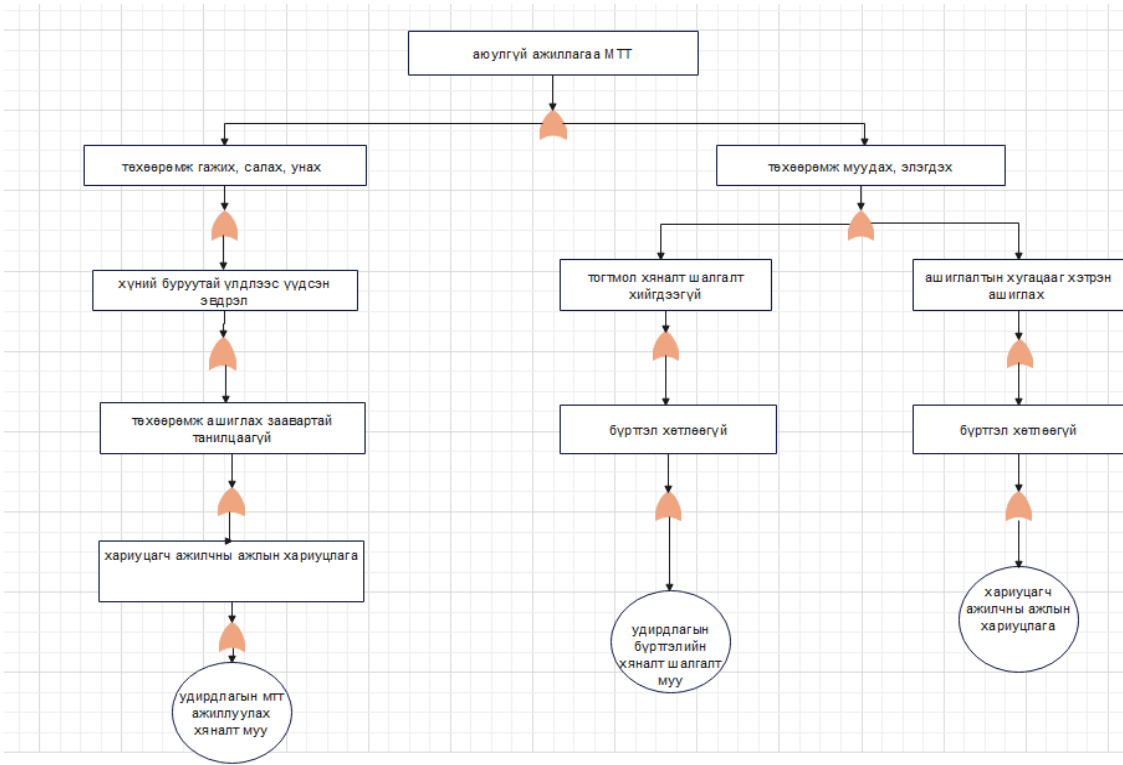 аюулгүй ажиллагаа МТТ
төхөөрөмж гажих, салах, унах
төхөөрөмж муудах, элэгдэх
хүний буруутай үлдлээс үүдсэн
эвдрэл
тогтмол хяналт шалгалт
хийгдээгүй
ашиглалтын хугацааг хэтрэн
ашиглах
төхөөрөмж ашиглах заавартай
танилцаагүй
бүртгэл хөтлөөгүй
бүртгэл хөтлөөгүй
хариуцагч ажилчны ажлын хариуцлага
хариуцагч
ажилчны ажлын
хариуцлага
удирдлагын
бүртгэлийн
хяналт шалгалт
муу
удирдлагын мтт
ажиллуулах
хяналт муу